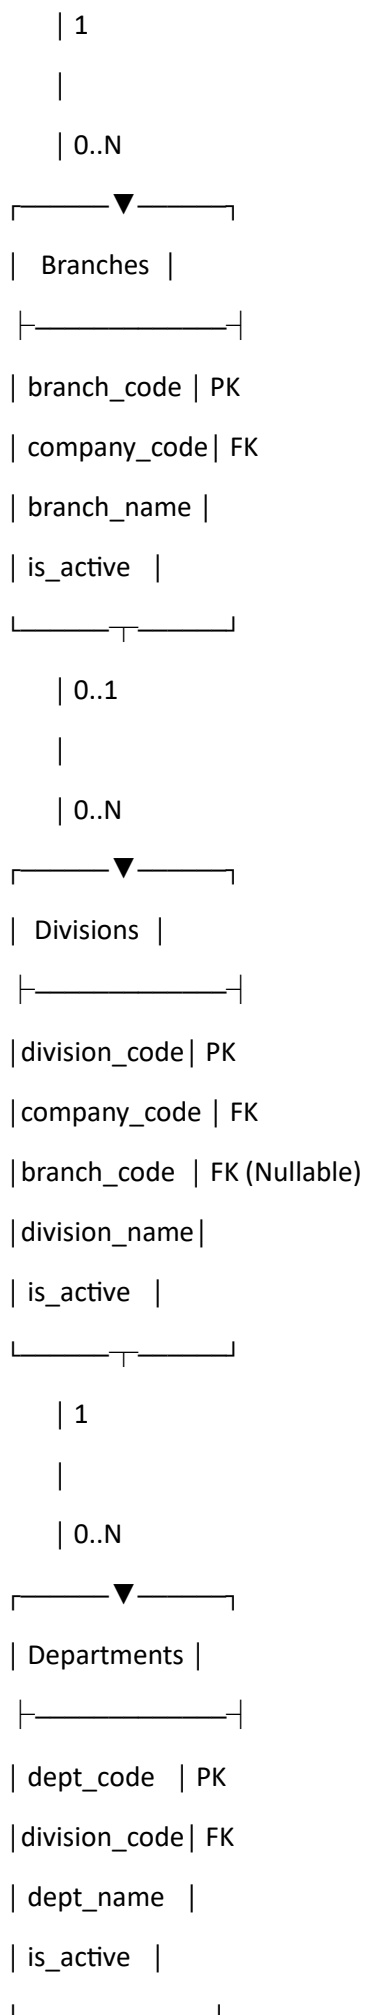 | 1
|
| 0..N
┌──────▼──────┐
| Branches |
├─────────────┤
| branch_code | PK
| company_code| FK
| branch_name |
| is_active |
└──────┬──────┘
| 0..1
|
| 0..N
┌──────▼──────┐
| Divisions |
├─────────────┤
|division_code| PK
|company_code | FK
|branch_code | FK (Nullable)
|division_name|
| is_active |
└──────┬──────┘
| 1
|
| 0..N
┌──────▼──────┐
| Departments |
├─────────────┤
| dept_code | PK
|division_code| FK
| dept_name |
| is_active |